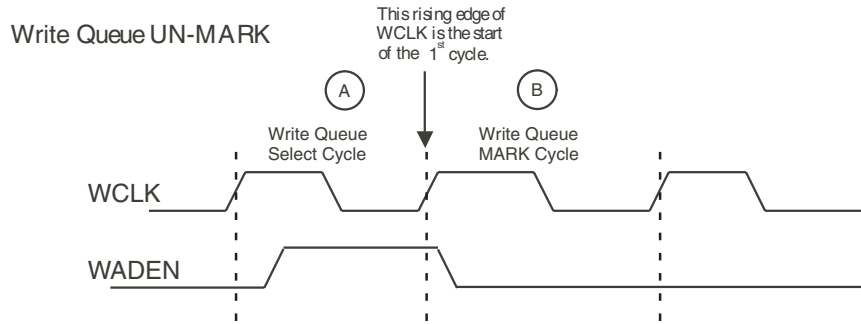 Write Queue UN-MARK
This rising edge of
WCLK is the start
of the 1st cycle.
A
B
Write Queue
Select Cycle
Write Queue
MARK Cycle
WCLK
WADEN